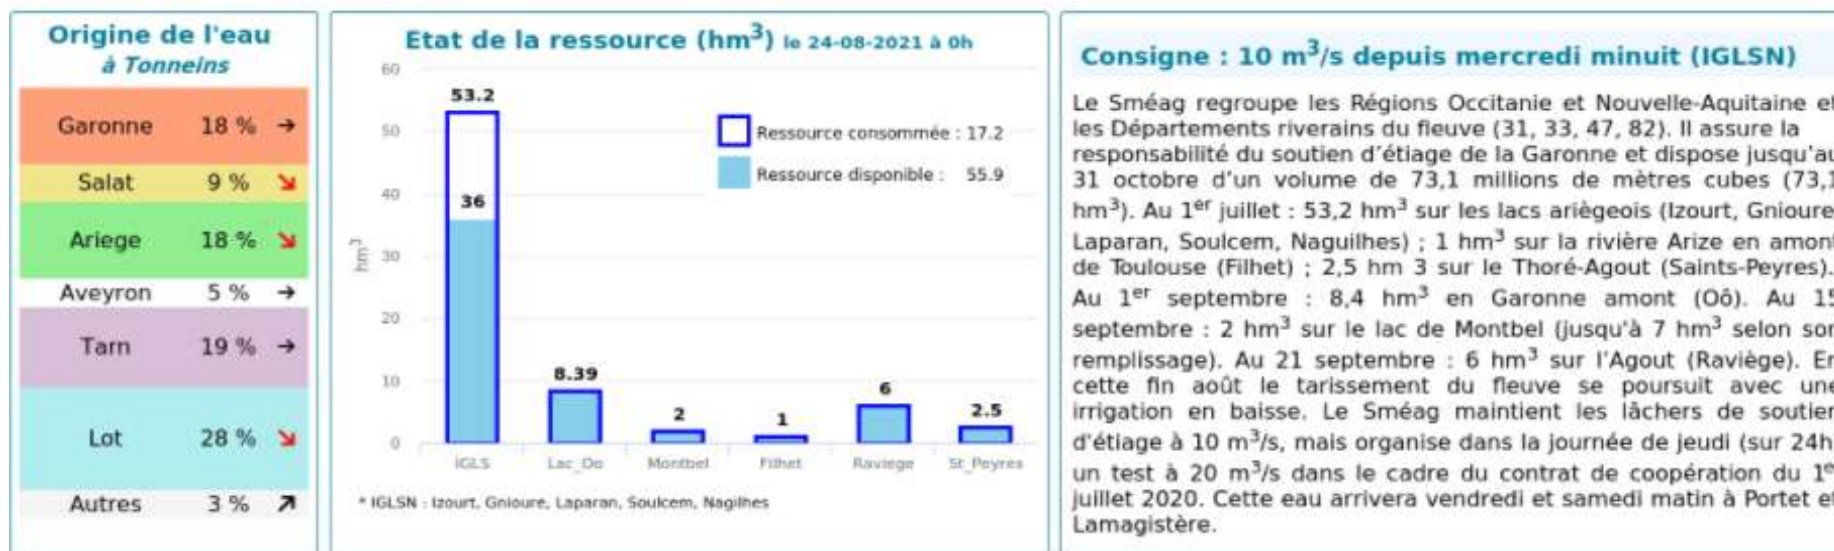 Origine de l'eau
à Tonneins
Garonne 18 % →
Salat 9 % ↘
Ariege 18 % ↘
Aveyron 5 % →
Tarn 19 % →
Lot 28 % ↘
Autres 3 % ↗
Etat de la ressource (hm³) le 24-08-2021 à 0h
60
50
40
30
20
10
0
hm³
53.2
36
8.39
2
1
6
2.5
Ressource consommée : 17.2
Ressource disponible : 55.9
IGLS Lac_Oo Montbel Filhet Raviege St_Peyres
* IGLSN : Izourt, Gnioure, Laparan, Soulcem, Nagilhes
Consigne : 10 m³/s depuis mercredi minuit (IGLSN)
Le Sméag regroupe les Régions Occitanie et Nouvelle-Aquitaine et
les Départements riverains du fleuve (31, 33, 47, 82). Il assure la
responsabilité du soutien d'étiage de la Garonne et dispose jusqu'au
31 octobre d'un volume de 73,1 millions de mètres cubes (73,1
hm³). Au 1er juillet : 53,2 hm³ sur les lacs ariègeois (Izourt, Gnioure
Laparan, Soulcem, Naguilhes) ; 1 hm³ sur la rivière Arize en amont
de Toulouse (Filhet) ; 2,5 hm 3 sur le Thoré-Agout (Saints-Peyres).
Au 1er septembre : 8,4 hm³ en Garonne amont (Oô). Au 15
septembre : 2 hm³ sur le lac de Montbel (jusqu'à 7 hm³ selon son
remplissage). Au 21 septembre : 6 hm³ sur l'Agout (Raviège). En
cette fin août le tarissement du fleuve se poursuit avec une
irrigation en baisse. Le Sméag maintient les lâchers de soutien
d'étiage à 10 m³/s, mais organise dans la journée de jeudi (sur 24h
un test à 20 m³/s dans le cadre du contrat de coopération du 1e
juillet 2020. Cette eau arrivera vendredi et samedi matin à Portet et
Lamagistère.